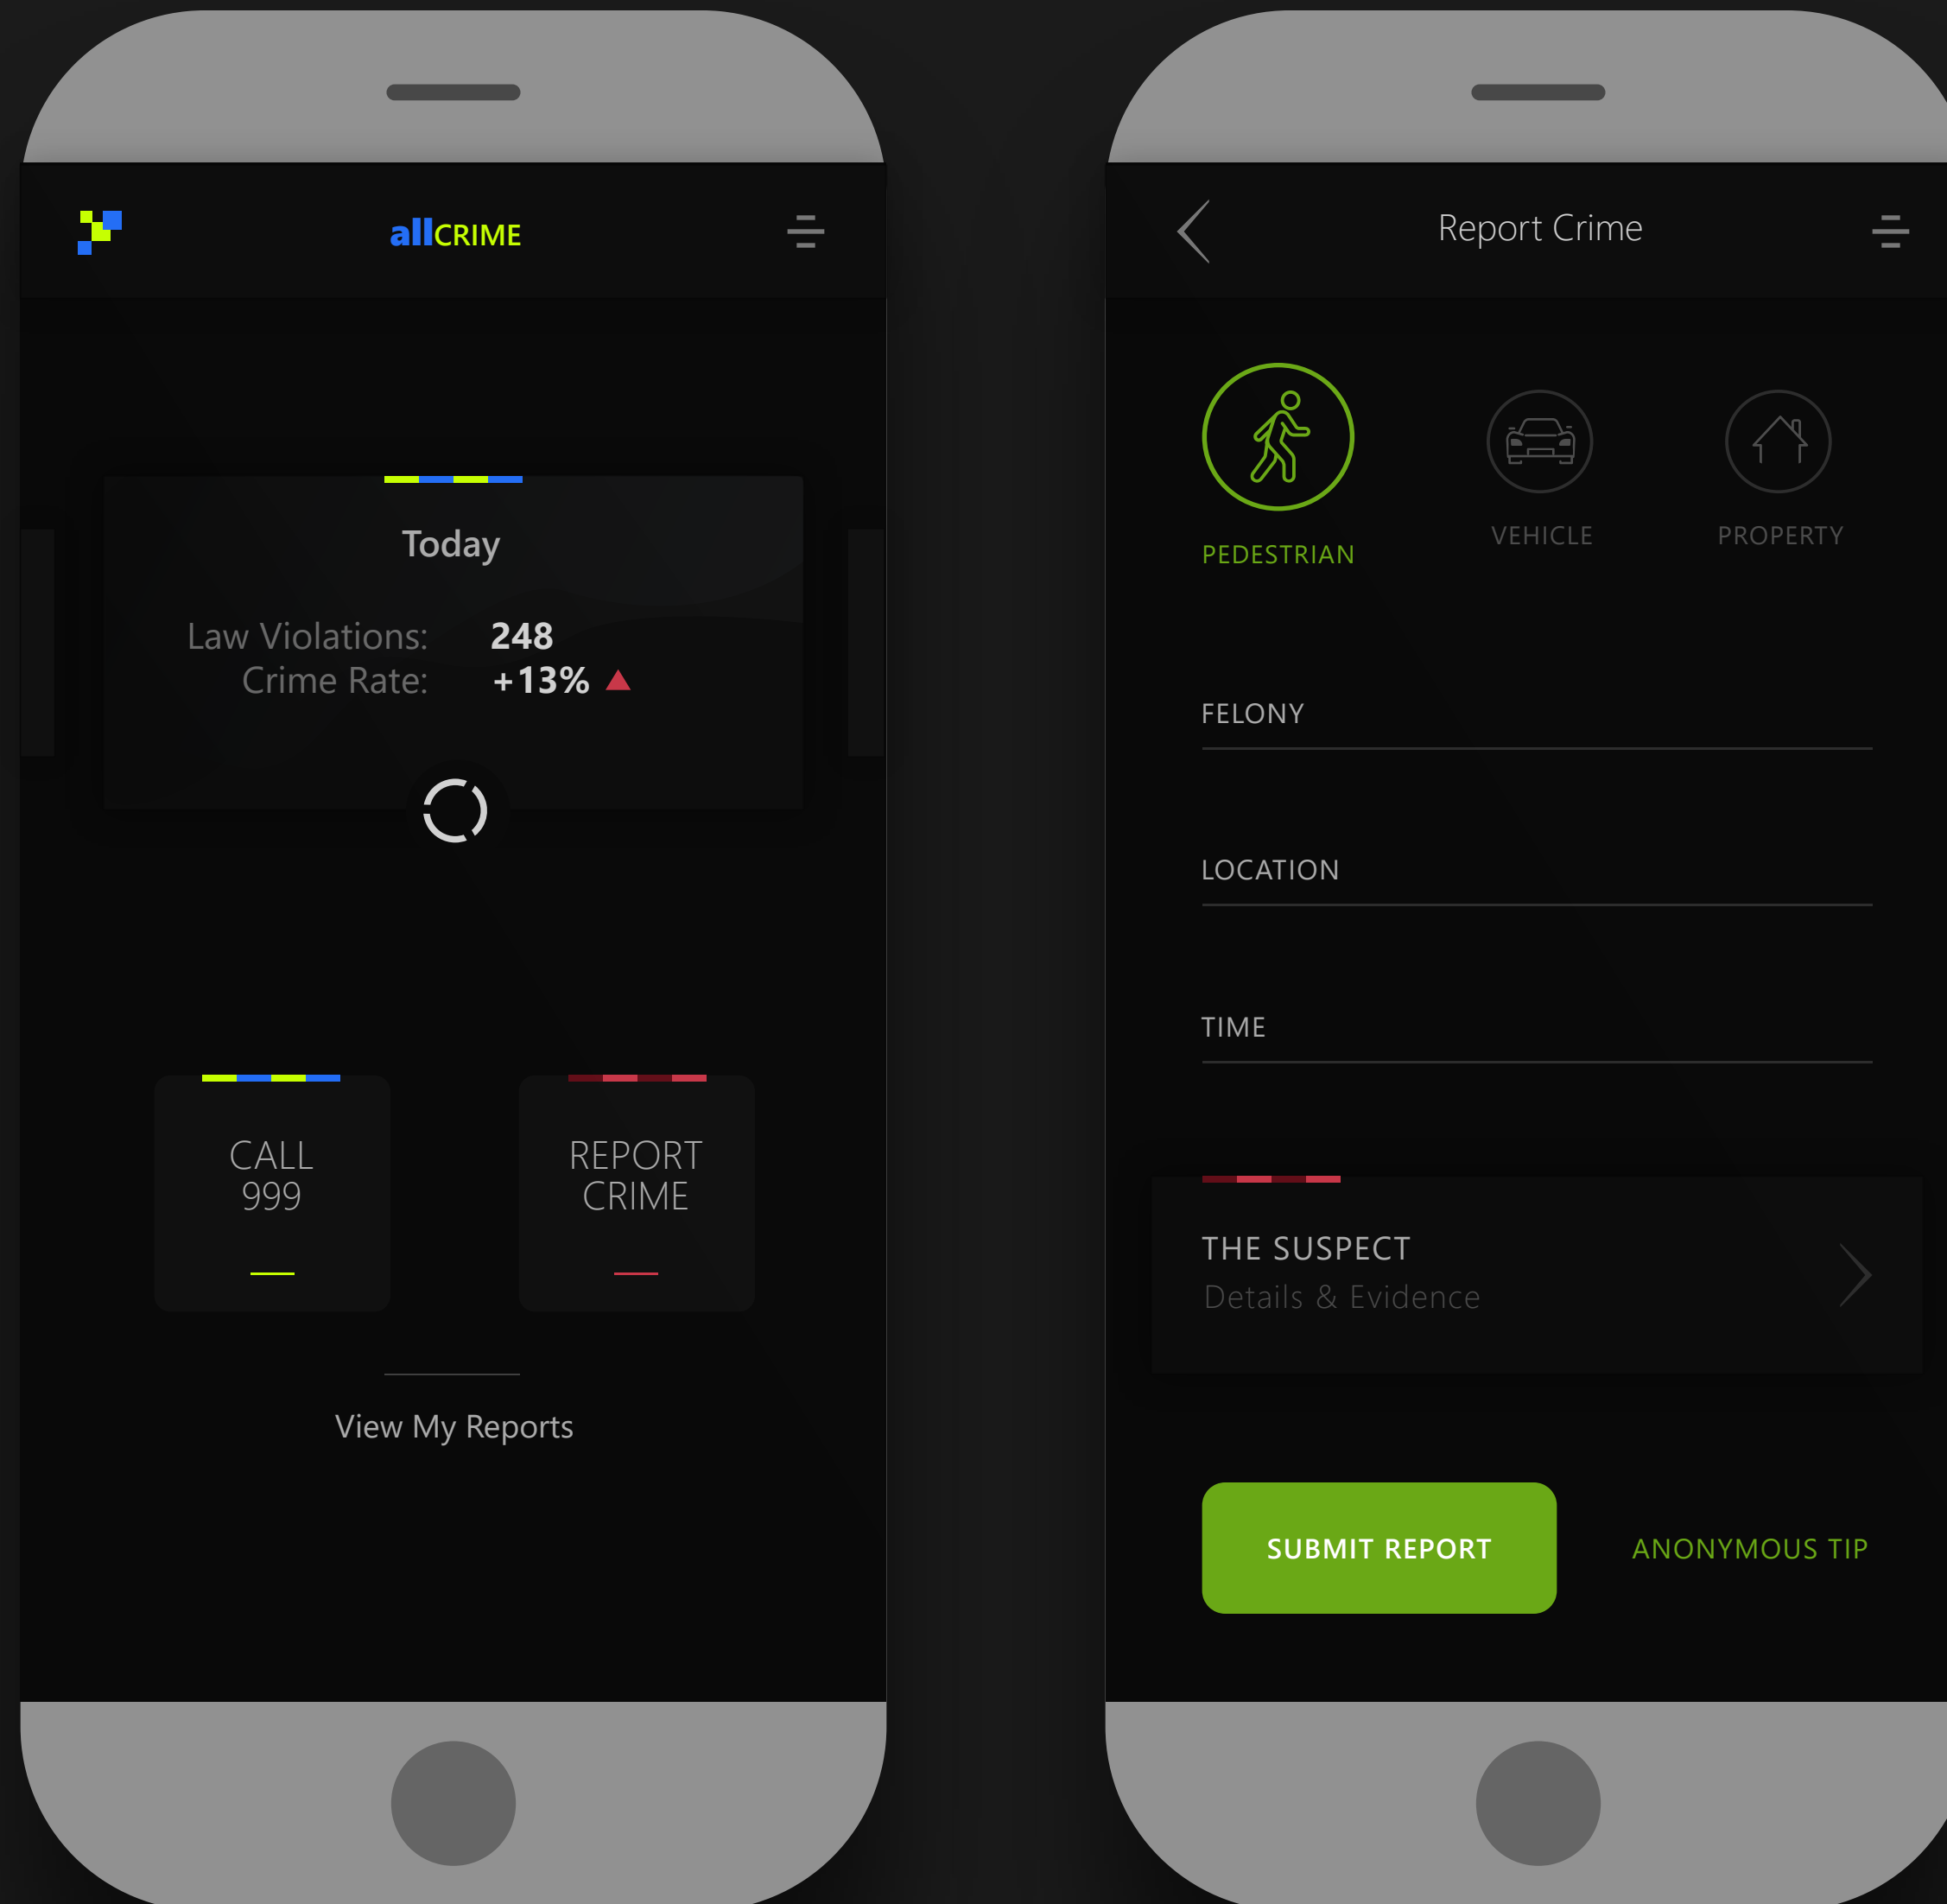 allCRIME
Today
Law Violations: 248
Crime Rate: +13%
CALL
999
REPORT
CRIME
View My Reports
Report Crime
PEDESTRIAN
VEHICLE
PROPERTY
FELONY
LOCATION
TIME
THE SUSPECT
Details & Evidence
SUBMIT REPORT
ANONYMOUS TIP